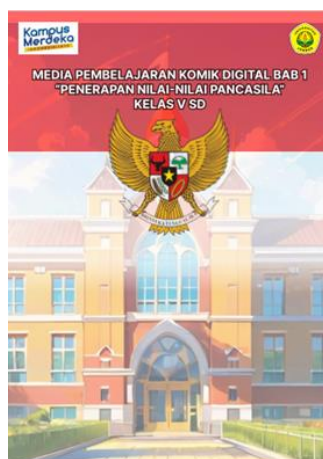 Kampus
Merdeka
MEDIA PEMBELAJARAN KOMIK DIGITAL BAB 1
"PENERAPAN NILAI-NILAI PANCASILA"
KELAS V SD